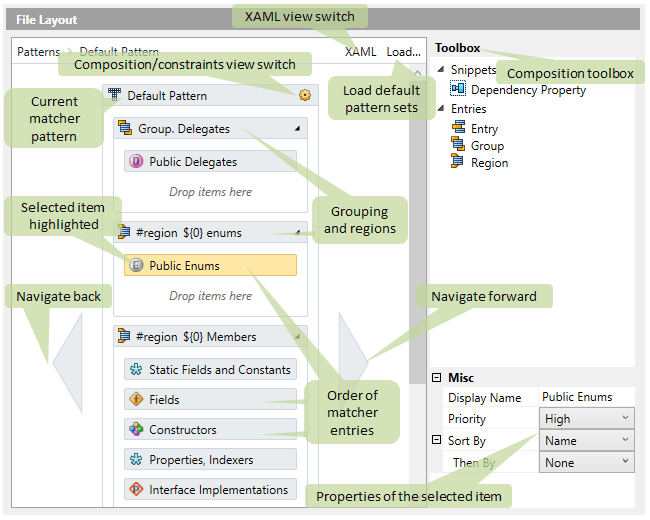 File Layout
XAML view switch
Patterns
Default Pattern
XAML
Load...
Composition/constraints view switch
Load default
pattern sets
Current
matcher
pattern
Default Pattern
Group. Delegates
Public Delegates
Drop items here
Selected item
highlighted
Grouping
and regions
#region ${0} enums
Public Enums
Drop items here
Navigate back
Navigate forward
#region ${0} Members
Static Fields and Constants
Fields
Constructors
Properties, Indexers
Interface Implementations
Order of
matcher
entries
Toolbox
Snippets
Composition toolbox
Dependency Property
Entries
Entry
Group
Region
Misc
Display Name Public Enums
Priority High
Sort By Name
Then By None
Properties of the selected item